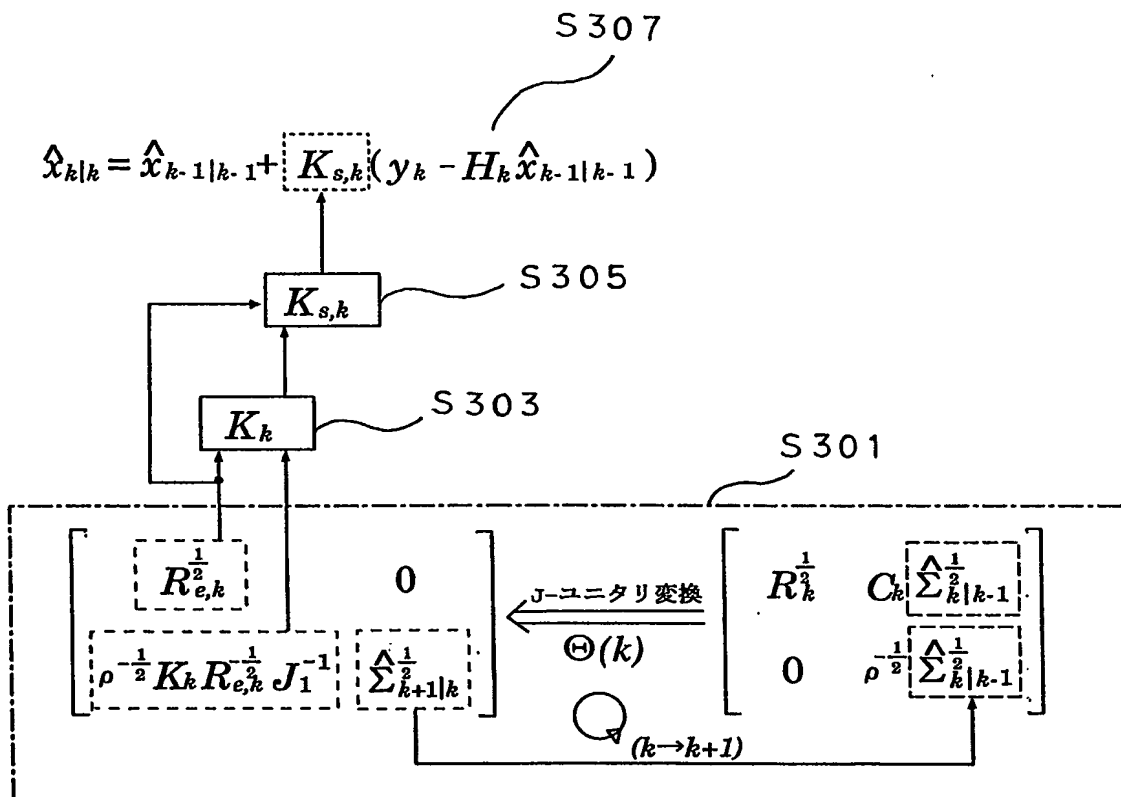 S307
x̂_{k|k} = x̂_{k-1|k-1} + K_{s,k}(y_k - H_k x̂_{k-1|k-1})
K_{s,k} S305
K_k S303
S301
R_{e,k}^{1/2} 0
R_k^{1/2} C_k Σ̂_{k|k-1}^{1/2}
J-ユニタリ変換
Θ(k)
ρ^{-1/2} K_k R_{e,k}^{-1/2} J_1^{-1} Σ̂_{k+1|k}^{1/2}
0 ρ^{-1/2} Σ̂_{k|k-1}^{1/2}
(k→k+1)